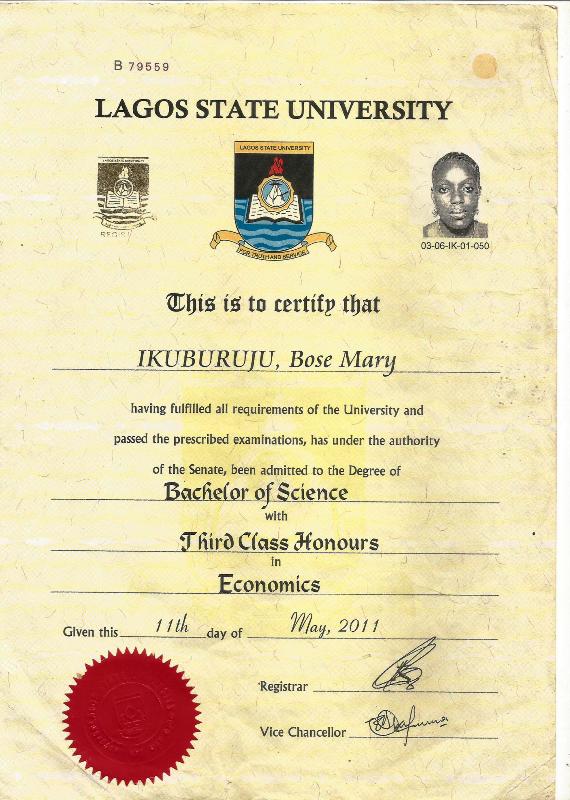 B 79559
LAGOS STATE UNIVERSITY
LAGOS STATE UNIVERSITY
LAGOS STATE UNIVERSITY
FOR TRUTH AND SERVICE
03-06-IK-01-050
This is to certify that
IKUBURUJU, Bose Mary
having fulfilled all requirements of the University and
passed the prescribed examinations, has under the authority
of the Senate, been admitted to the Degree of
Bachelor of Science
with
Third Class Honours
in
Economics
Given this 11th day of May, 2011
Registrar
Vice Chancellor